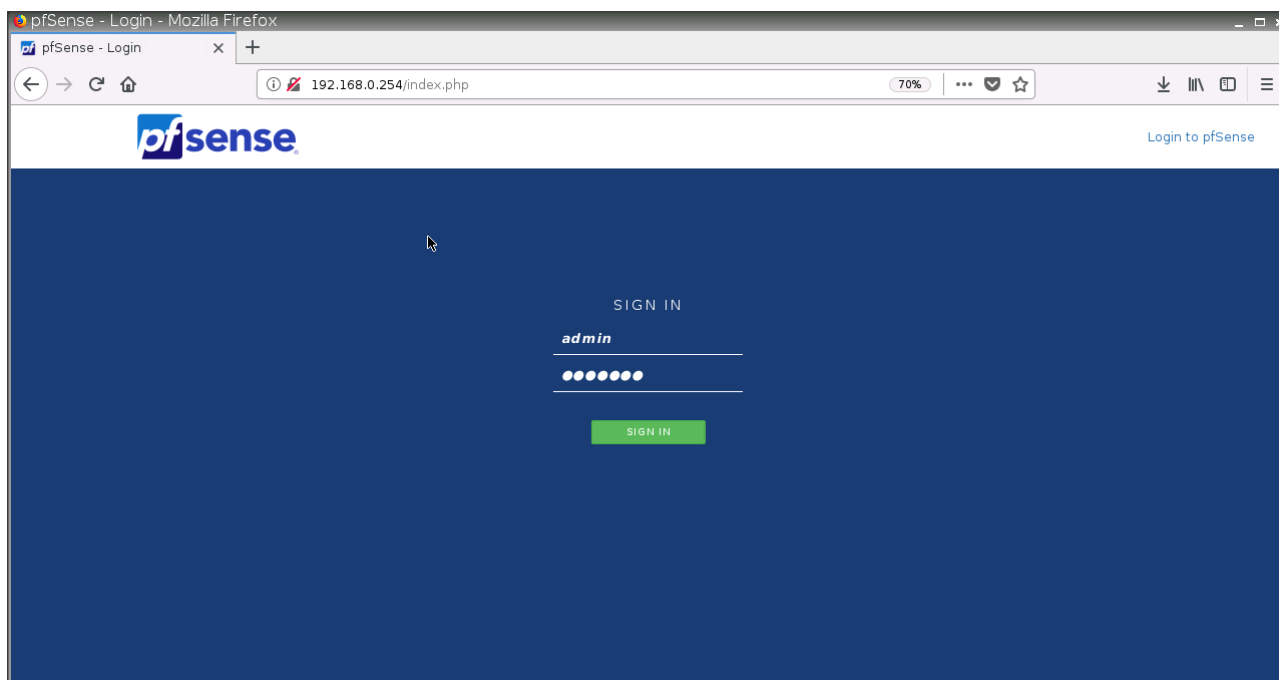 pfSense - Login - Mozilla Firefox
pfSense - Login
192.168.0.254/index.php
70%
pfsense
Login to pfSense
SIGN IN
admin
●●●●●●●
SIGN IN